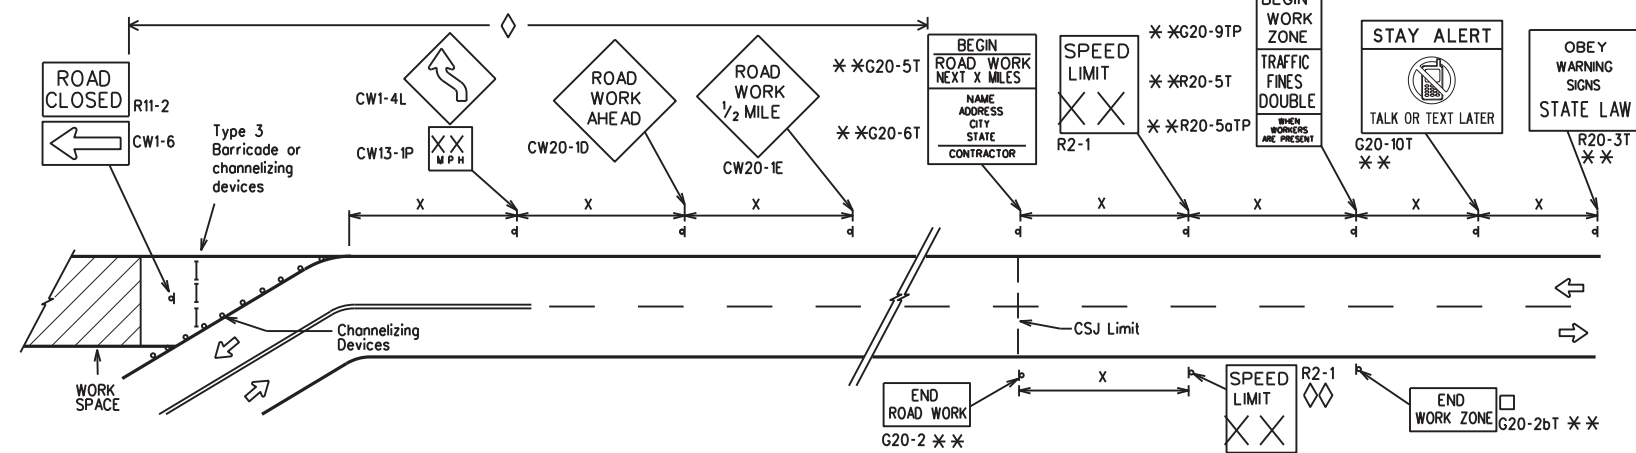 ROAD
CLOSED
R11-2
CW1-6
Type 3
Barricade or
channelizing
devices
CW1-4L
XX
MPH
CW13-1P
X
ROAD
WORK
AHEAD
CW20-1D
X
ROAD
WORK
1/2 MILE
CW20-1E
X
* *G20-5T
* *G20-6T
BEGIN
ROAD WORK
NEXT X MILES
NAME
ADDRESS
CITY
STATE
CONTRACTOR
SPEED
LIMIT
X X
R2-1
X
* *G20-9TP
* *R20-5T
* *R20-5aTP
BEGIN
WORK
ZONE
TRAFFIC
FINES
DOUBLE
WHEN
WORKERS
ARE PRESENT
X
STAY ALERT
TALK OR TEXT LATER
G20-10T
* *
X
OBEY
WARNING
SIGNS
STATE LAW
R20-3T
* *
Channelizing
Devices
WORK
SPACE
CSJ Limit
END
ROAD WORK
G20-2 * *
X
SPEED
LIMIT
X X
R2-1
END
WORK ZONE
G20-2bT * *